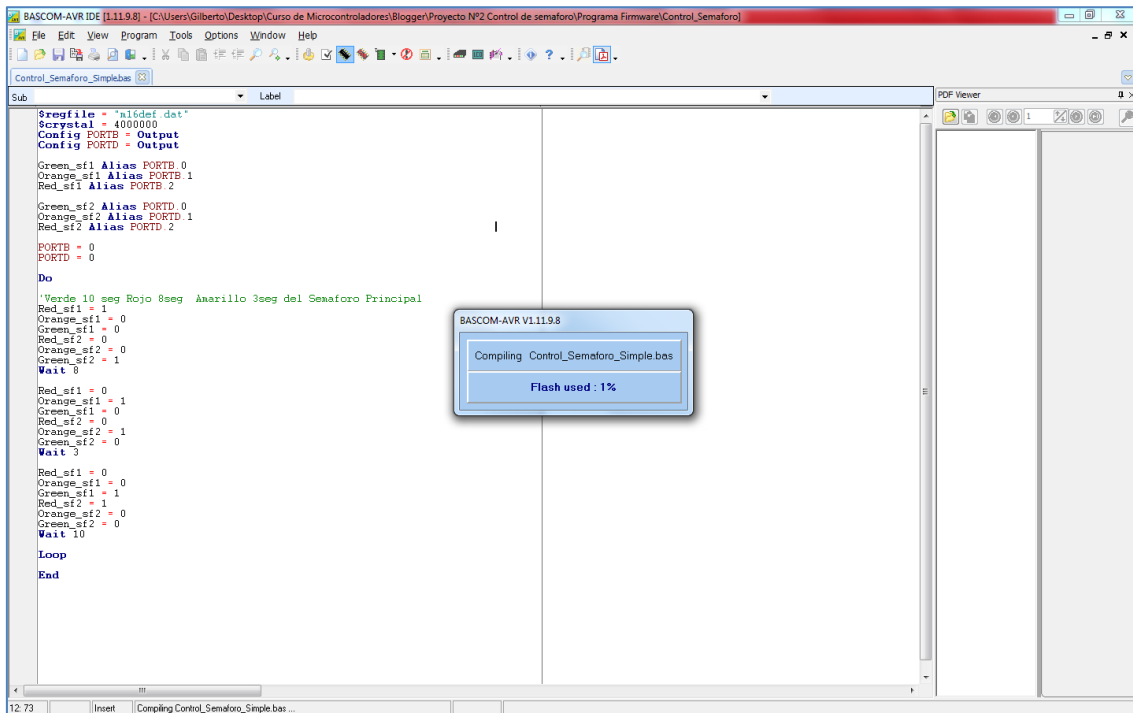 BASCOM-AVR IDE [1.11.9.8] - [C:\Users\Gilberto\Desktop\Curso de Microcontroladores\Blogger\Proyecto Nº2 Control de semaforo\Programa Firmware\Control_Semaforo]
File Edit View Program Tools Options Window Help
Control_Semaforo_Simple.bas
Sub Label
PDF Viewer
1
$regfile = "m16def.dat"
$crystal = 4000000
Config PORTB = Output
Config PORTD = Output
Green_sf1 Alias PORTB.0
Orange_sf1 Alias PORTB.1
Red_sf1 Alias PORTB.2
Green_sf2 Alias PORTD.0
Orange_sf2 Alias PORTD.1
Red_sf2 Alias PORTD.2
PORTB = 0
PORTD = 0
Do
'Verde 10 seg Rojo 8seg  Amarillo 3seg del Semaforo Principal
Red_sf1 = 1
Orange_sf1 = 0
Green_sf1 = 0
Red_sf2 = 0
Orange_sf2 = 0
Green_sf2 = 1
Wait 8
Red_sf1 = 0
Orange_sf1 = 1
Green_sf1 = 0
Red_sf2 = 0
Orange_sf2 = 1
Green_sf2 = 0
Wait 3
Red_sf1 = 0
Orange_sf1 = 0
Green_sf1 = 1
Red_sf2 = 1
Orange_sf2 = 0
Green_sf2 = 0
Wait 10
Loop
End
BASCOM-AVR V1.11.9.8
Compiling Control_Semaforo_Simple.bas
Flash used : 1%
12: 73 Insert Compiling Control_Semaforo_Simple.bas ...